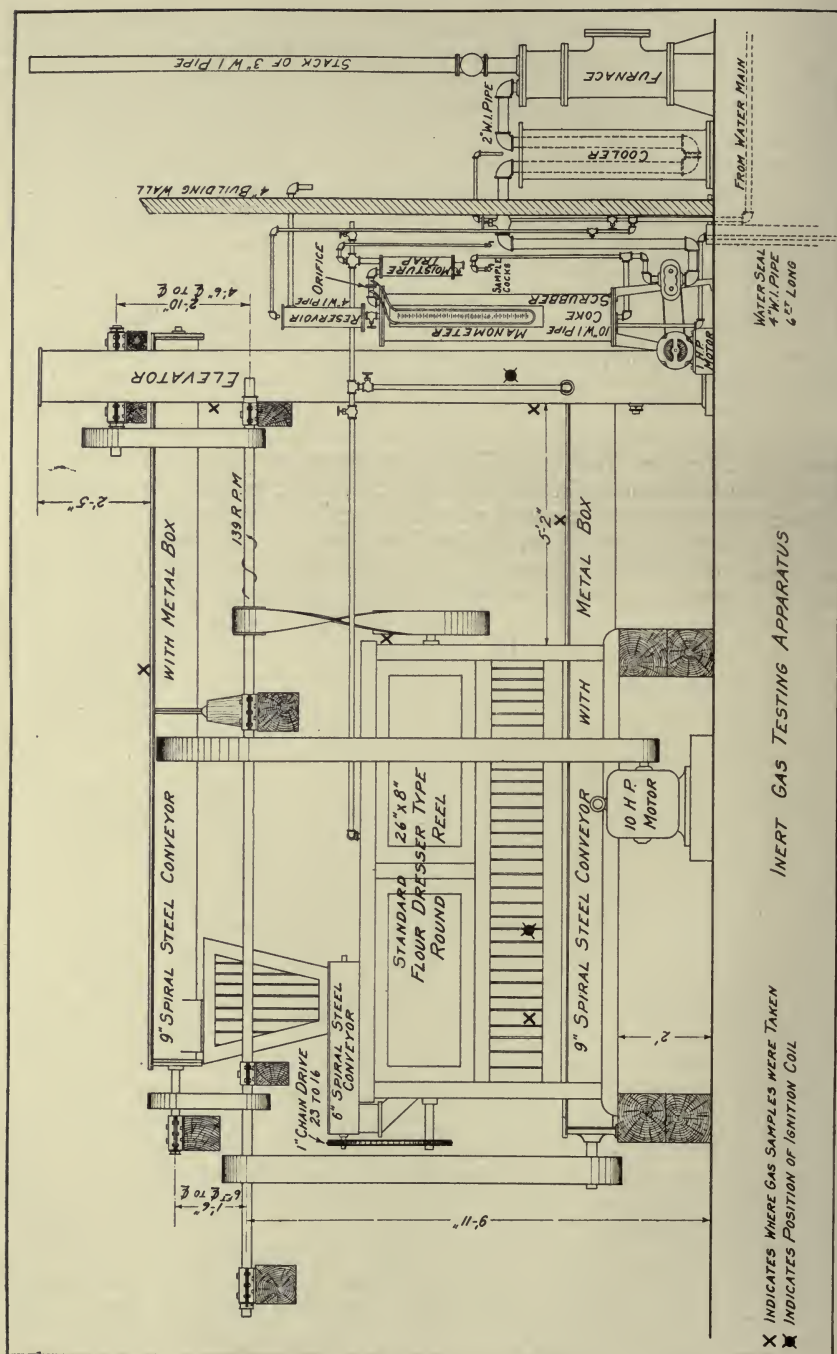 STACK OF 3" W I PIPE
FURNACE
2" W.I. PIPE
COOLER
FROM WATER MAIN
4" BUILDING WALL
ORIFICE
MOISTURE
TRAP
SAMPLE
COCKS
RESERVOIR
4" W I PIPE
MANOMETER
10" W I PIPE
COKE
SCRUBBER
H.P.
MOTOR
WATER SEAL
4" W.I. PIPE
6 FT LONG
4'-6" ℄ TO ℄
2'-10"
ELEVATOR
2'-5"
139 R P.M
5'-2"
9" SPIRAL STEEL CONVEYOR WITH METAL BOX
1" CHAIN DRIVE
23 TO 16
6" SPIRAL STEEL
CONVEYOR
STANDARD 26" X 8"
FLOUR DRESSER TYPE
ROUND REEL
9" SPIRAL STEEL CONVEYOR WITH METAL BOX
10 H P.
MOTOR
1'-6"
9'-11"
2'
X INDICATES WHERE GAS SAMPLES WERE TAKEN
INDICATES POSITION OF IGNITION COIL
INERT GAS TESTING APPARATUS